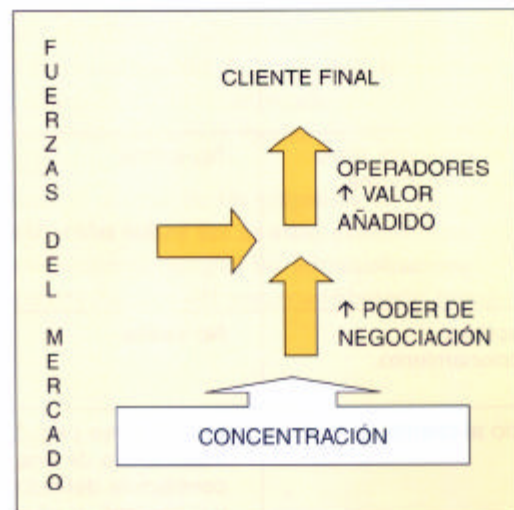 FUERZAS DEL MERCADO
CLIENTE FINAL
OPERADORES
↑ VALOR
AÑADIDO
↑ PODER DE
NEGOCIACIÓN
CONCENTRACIÓN